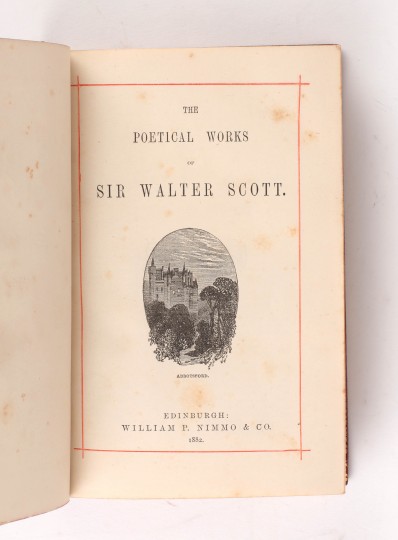 THE
POETICAL WORKS
OF
SIR WALTER SCOTT.
ABBOTSFORD.
EDINBURGH:
WILLIAM P. NIMMO & CO.
1882.